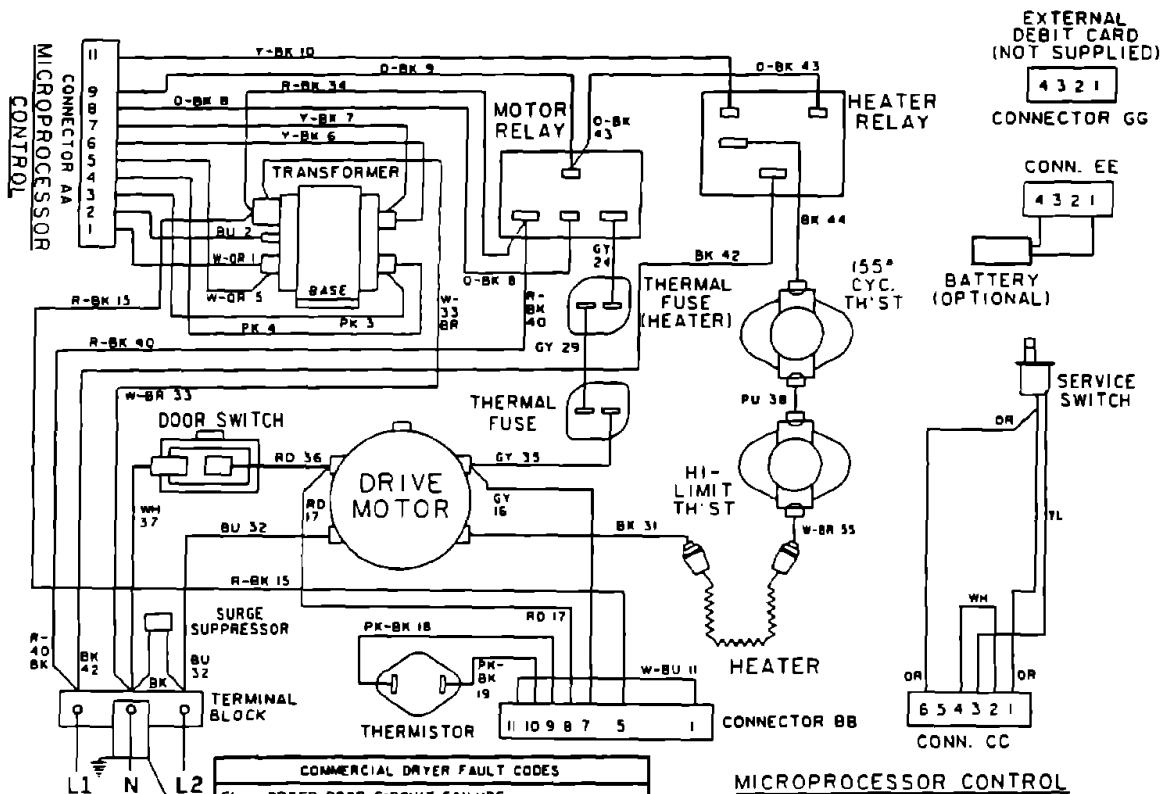 EXTERNAL
DEBIT CARD
(NOT SUPPLIED)
4 3 2 1
CONNECTOR GG
MICROPROCESSOR
CONTROL
CONNECTOR AA
11
9
8
7
6
5
4
3
2
1
Y-BK 10
O-BK 9
R-BK 34
O-BK 8
Y-BK 7
Y-BK 6
TRANSFORMER
BU 2
W-OR 1
W-OR 5
BASE
PK 4
PK 3
R-BK 15
R-BK 40
W-BR 33
W-
33
BR
MOTOR
RELAY
O-BK
43
O-BK 43
HEATER
RELAY
O-BK 8
R-
BK
40
GY
24
BK 42
BK 44
CONN. EE
4 3 2 1
BATTERY
(OPTIONAL)
THERMAL
FUSE
(HEATER)
GY 29
155°
CYC.
TH'ST
PU 38
THERMAL
FUSE
HI-
LIMIT
TH'ST
W-BR 55
SERVICE
SWITCH
OR
YL
WH
OR
OR
6 5 4 3 2 1
CONN. CC
DOOR SWITCH
RD 36
WH
37
DRIVE
MOTOR
RD
17
GY 35
GY
16
BU 32
BK 31
R-BK 15
HEATER
SURGE
SUPPRESSOR
R-
40
BK
BK
42
BK
BU
32
TERMINAL
BLOCK
L1 N L2
PK-BK 18
RD 17
PK-
BK
19
THERMISTOR
W-BU 11
11 10 9 8 7 5 1
CONNECTOR BB
COMMERCIAL DRYER FAULT CODES
MICROPROCESSOR CONTROL